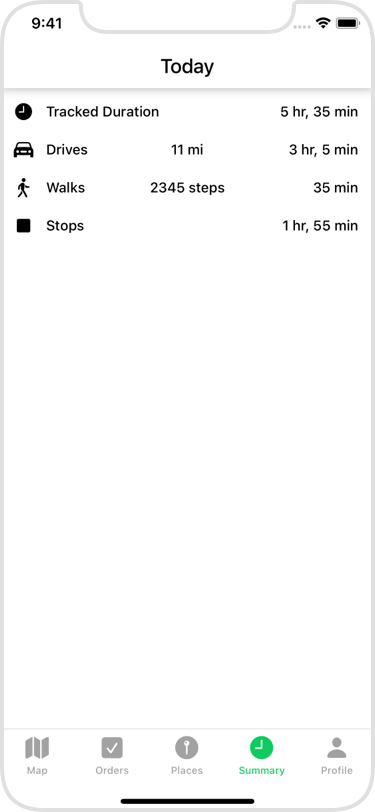 9:41
Today
Tracked Duration 5 hr, 35 min
Drives 11 mi 3 hr, 5 min
Walks 2345 steps 35 min
Stops 1 hr, 55 min
Map Orders Places Summary Profile